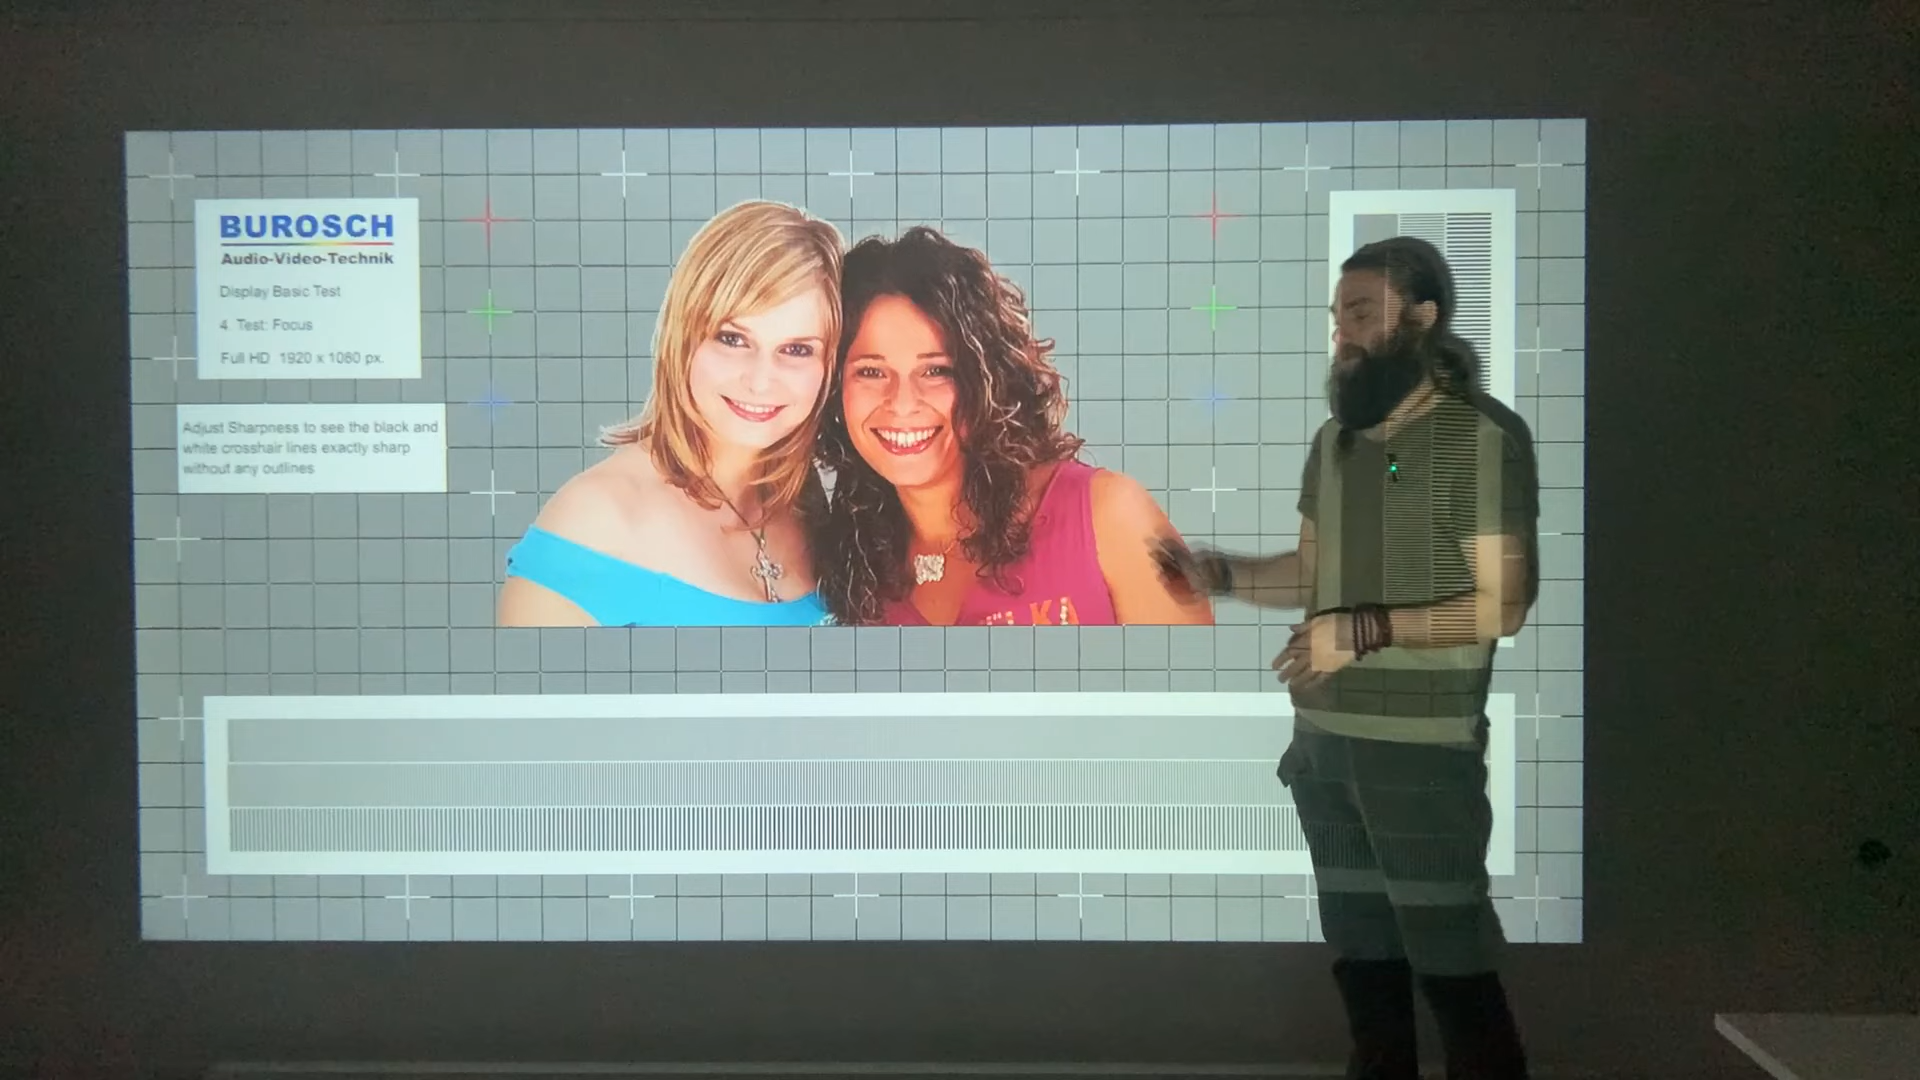 BUROSCH
Audio-Video-Technik
Display Basic Test
4. Test: Focus
Full HD 1920 x 1080 px.
Adjust Sharpness to see the black and
white crosshair lines exactly sharp
without any outlines